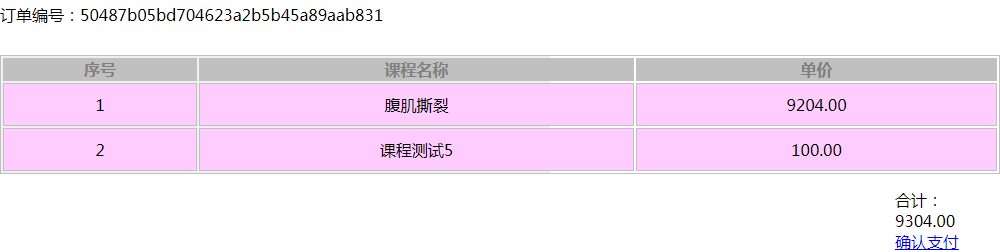 订单编号：50487b05bd704623a2b5b45a89aab831
序号 课程名称 单价
1 腹肌撕裂 9204.00
2 课程测试5 100.00
合计：
9304.00
确认支付